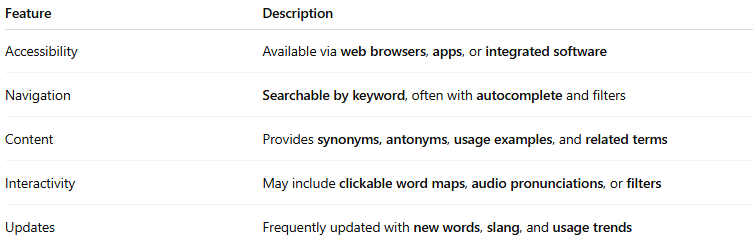 Feature Description
Accessibility Available via web browsers, apps, or integrated software
Navigation Searchable by keyword, often with autocomplete and filters
Content Provides synonyms, antonyms, usage examples, and related terms
Interactivity May include clickable word maps, audio pronunciations, or filters
Updates Frequently updated with new words, slang, and usage trends